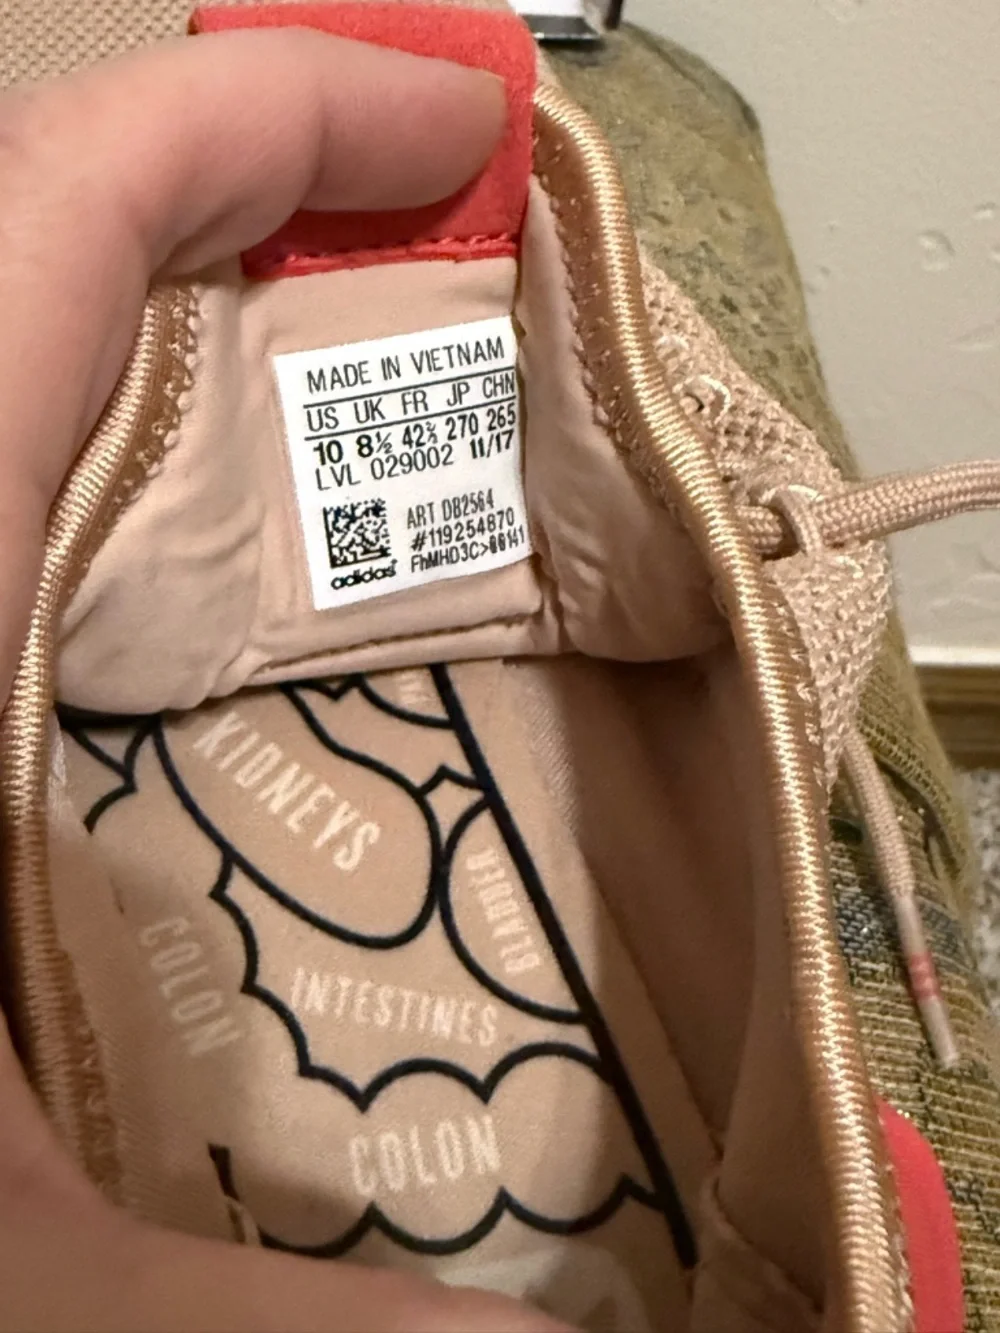 MADE IN VIETNAM
US UK FR JP CHN
10 8½ 42⅔ 270 265
LVL 029002 11/17
ART DB2564
#119254870
FhMHD3C>00141
adidas
KIDNEYS
BLADDER
COLON
INTESTINES
COLON